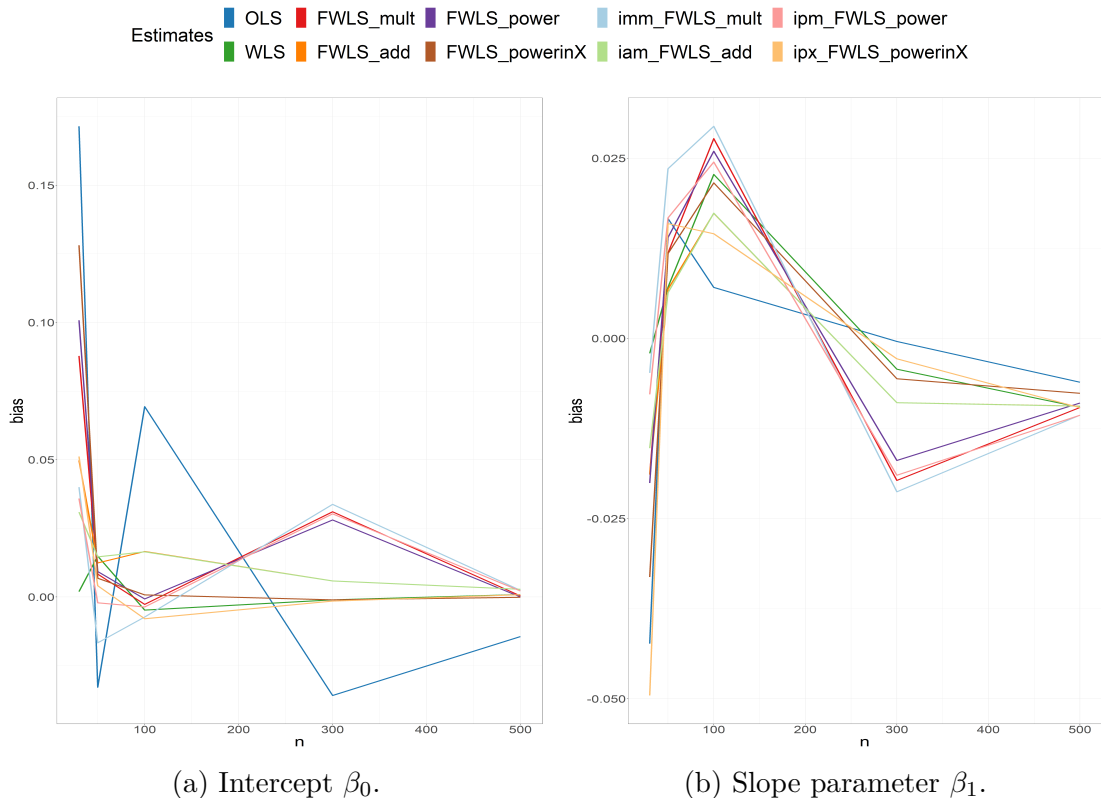 Estimates
OLS FWLS_mult FWLS_power imm_FWLS_mult ipm_FWLS_power
WLS FWLS_add FWLS_powerinX iam_FWLS_add ipx_FWLS_powerinX
0.15
0.10
0.05
0.00
bias
100 200 300 400 500
n
(a) Intercept β₀.
0.025
0.000
-0.025
-0.050
bias
100 200 300 400 500
n
(b) Slope parameter β₁.